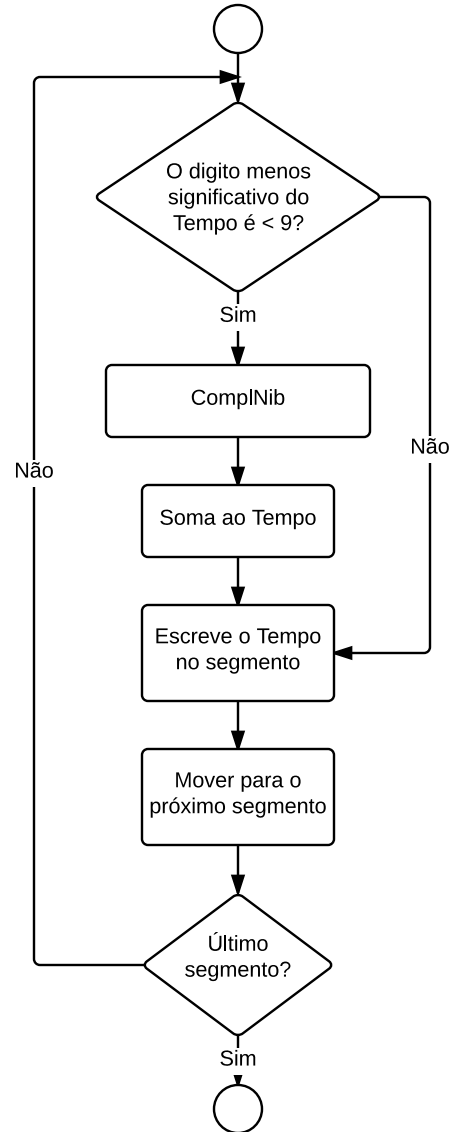 O digito menos
significativo do
Tempo é < 9?
Sim
ComplNib
Não
Soma ao Tempo
Não
Escreve o Tempo
no segmento
Mover para o
próximo segmento
Último
segmento?
Sim